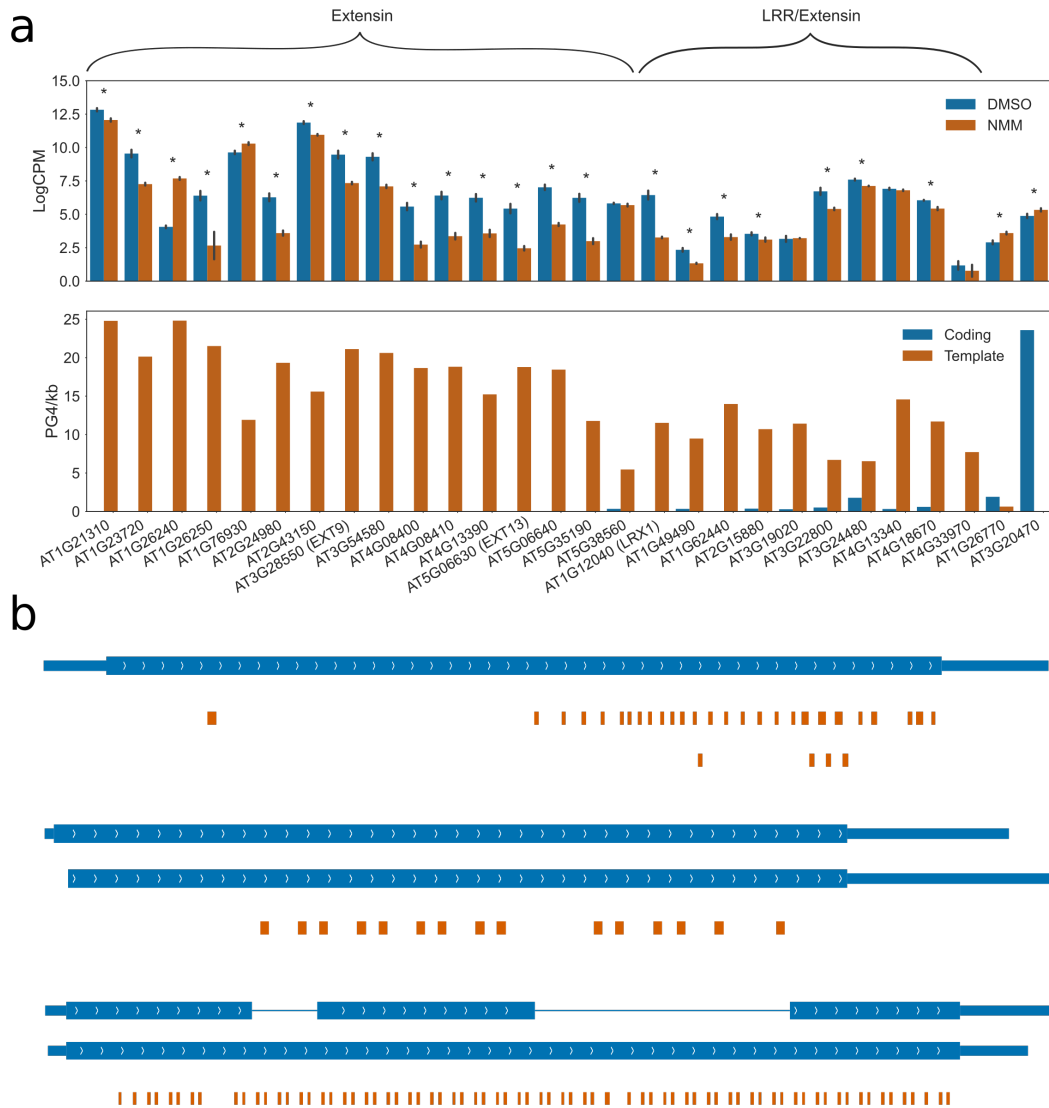 a
Extensin
LRR/Extensin
15.0
12.5
10.0
7.5
5.0
2.5
0.0
LogCPM
DMSO
NMM
* * * * * * * * * * * * * * * * * * * * * * *
25
20
15
10
5
0
PG4/kb
Coding
Template
AT1G21310
AT1G23720
AT1G26240
AT1G26250
AT1G76930
AT2G24980
AT2G43150
AT3G28550 (EXT9)
AT3G54580
AT4G08400
AT4G08410
AT4G13390
AT5G06630 (EXT13)
AT5G06640
AT5G35190
AT5G38560
AT1G12040 (LRX1)
AT1G49490
AT1G62440
AT2G15880
AT3G19020
AT3G22800
AT3G24480
AT4G13340
AT4G18670
AT4G33970
AT1G26770
AT3G20470
b